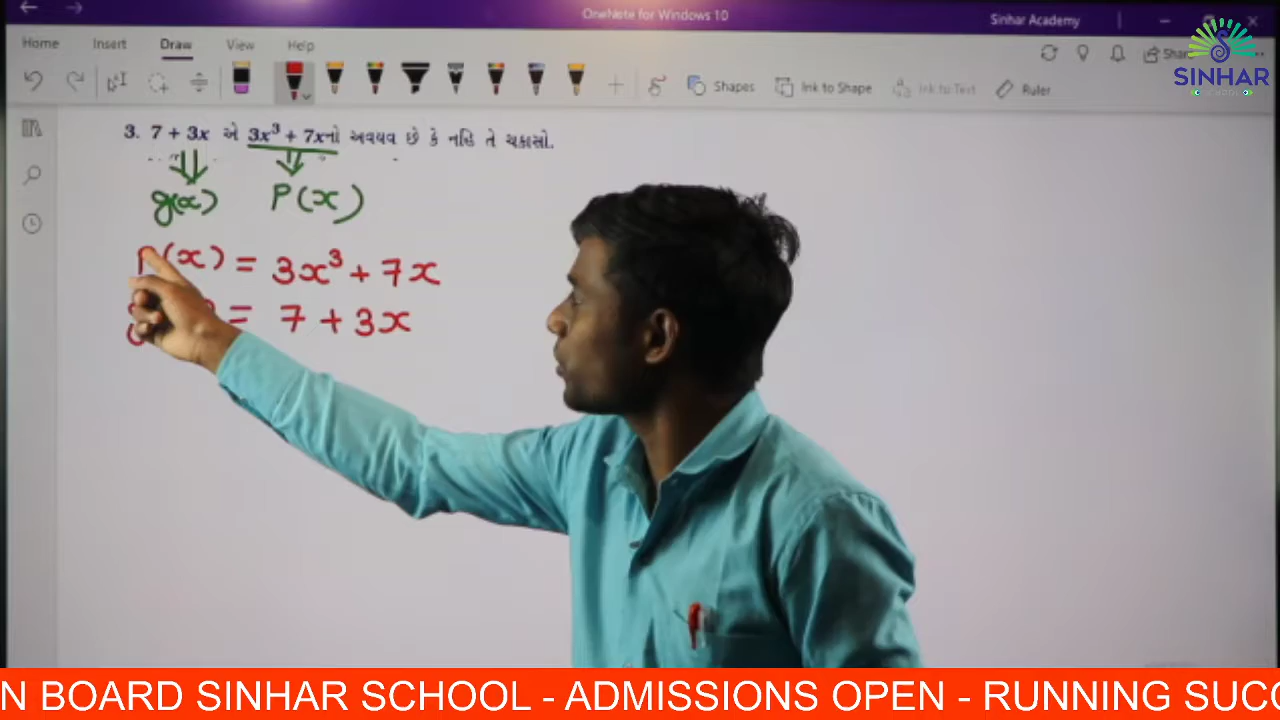 OneNote for Windows 10
Sinhar Academy
Home Insert Draw View Help
Share
Shapes Ink to Shape Ink to Text Ruler
SINHAR
3. 7 + 3x એ 3x³ + 7xનો અવયવ છે કે નહિ તે ચકાસો.
g(x) P(x)
P(x) = 3x³ + 7x
= 7 + 3x
N BOARD SINHAR SCHOOL - ADMISSIONS OPEN - RUNNING SUCC